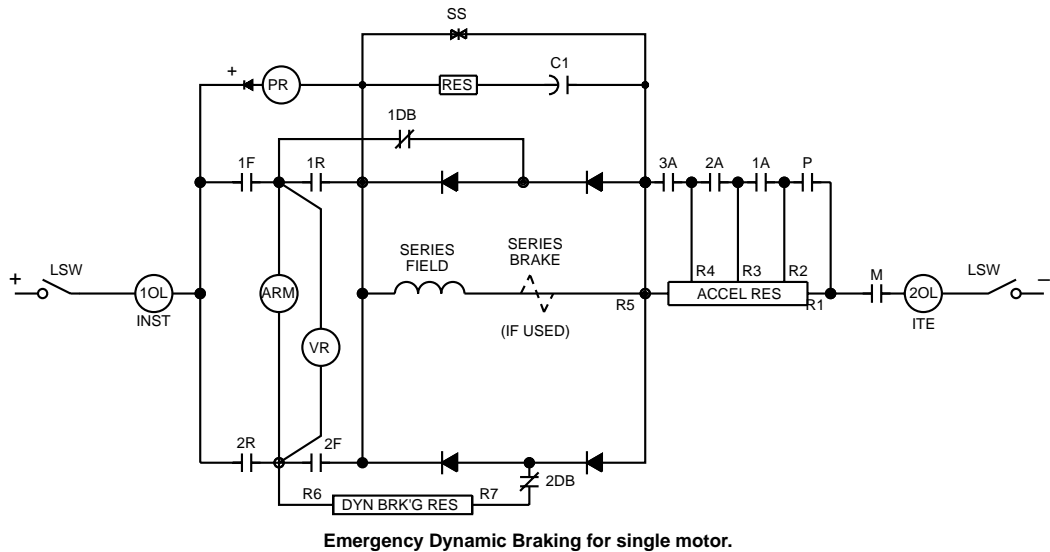 SS
C1
+
PR
RES
1DB
1F
1R
3A
2A
1A
P
SERIES
FIELD
SERIES
BRAKE
R4
R3
R2
+
LSW
1OL
ARM
R5
ACCEL RES
R1
M
2OL
LSW
−
INST
(IF USED)
ITE
VR
2R
2F
2DB
R6
DYN BRK'G RES
R7
Emergency Dynamic Braking for single motor.